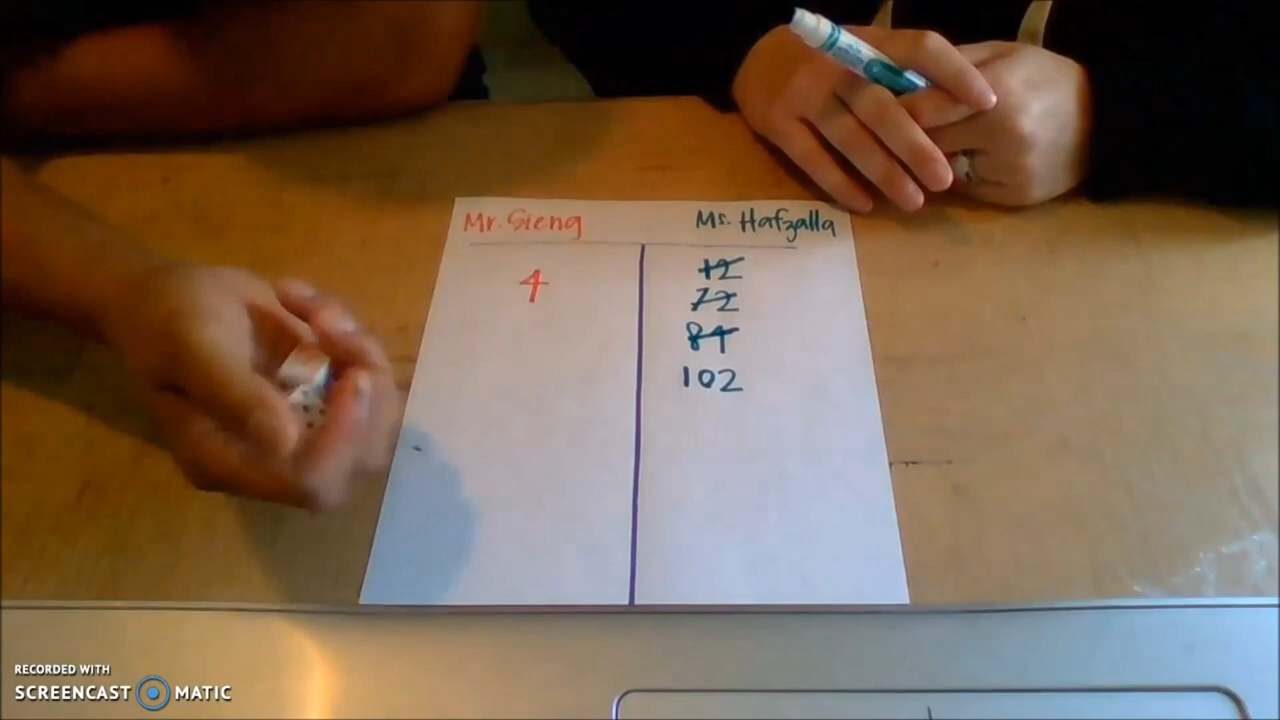 Mr. Sieng
Ms. Hafzalla
4
12
72
84
102
RECORDED WITH
SCREENCAST MATIC